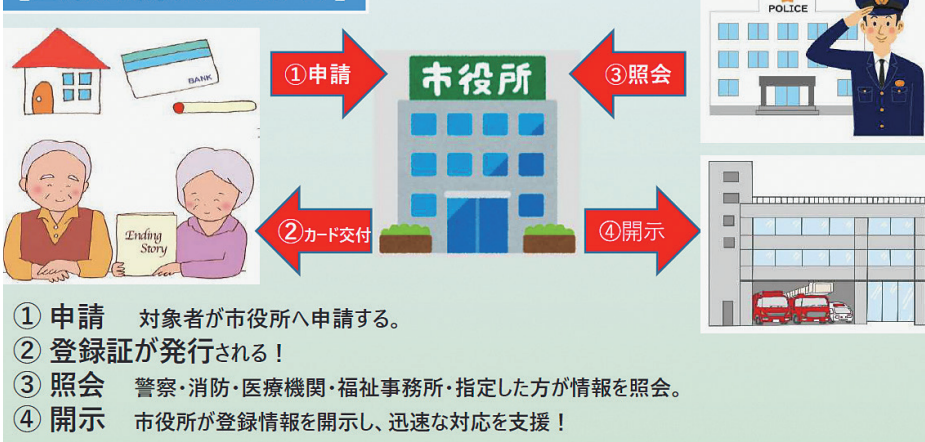 POLICE
①申請
市役所
③照会
BANK
Ending
Story
②カード交付
④開示
① 申請 対象者が市役所へ申請する。
② 登録証が発行される！
③ 照会 警察・消防・医療機関・福祉事務所・指定した方が情報を照会。
④ 開示 市役所が登録情報を開示し、迅速な対応を支援！